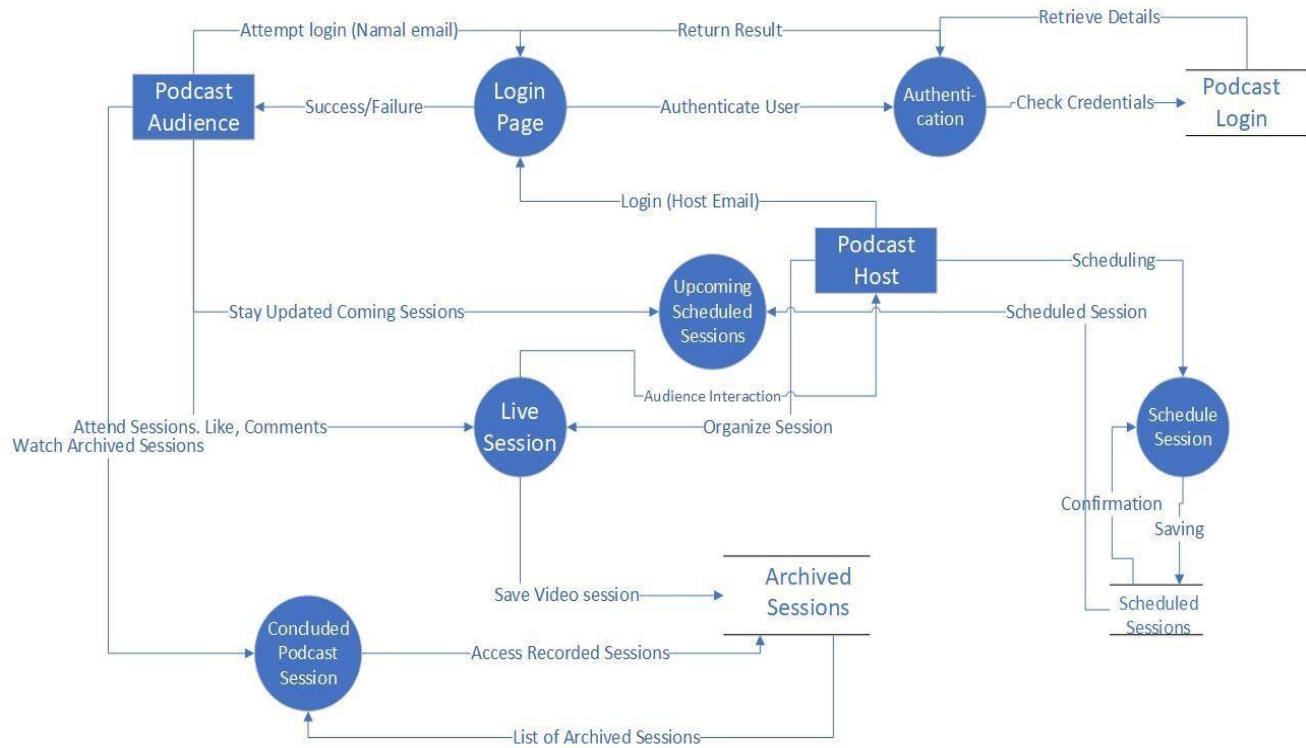 Retrieve Details
Attempt login (Namal email)
Return Result
Podcast
Audience
Success/Failure
Login
Page
Authenticate User
Authenti-
cation
Check Credentials
Podcast
Login
Login (Host Email)
Podcast
Host
Scheduling
Upcoming
Scheduled
Sessions
Stay Updated Coming Sessions
Scheduled Session
Audience Interaction
Live
Session
Attend Sessions. Like, Comments
Organize Session
Watch Archived Sessions
Schedule
Session
Confirmation
Saving
Archived
Sessions
Save Video session
Scheduled
Sessions
Concluded
Podcast
Session
Access Recorded Sessions
List of Archived Sessions